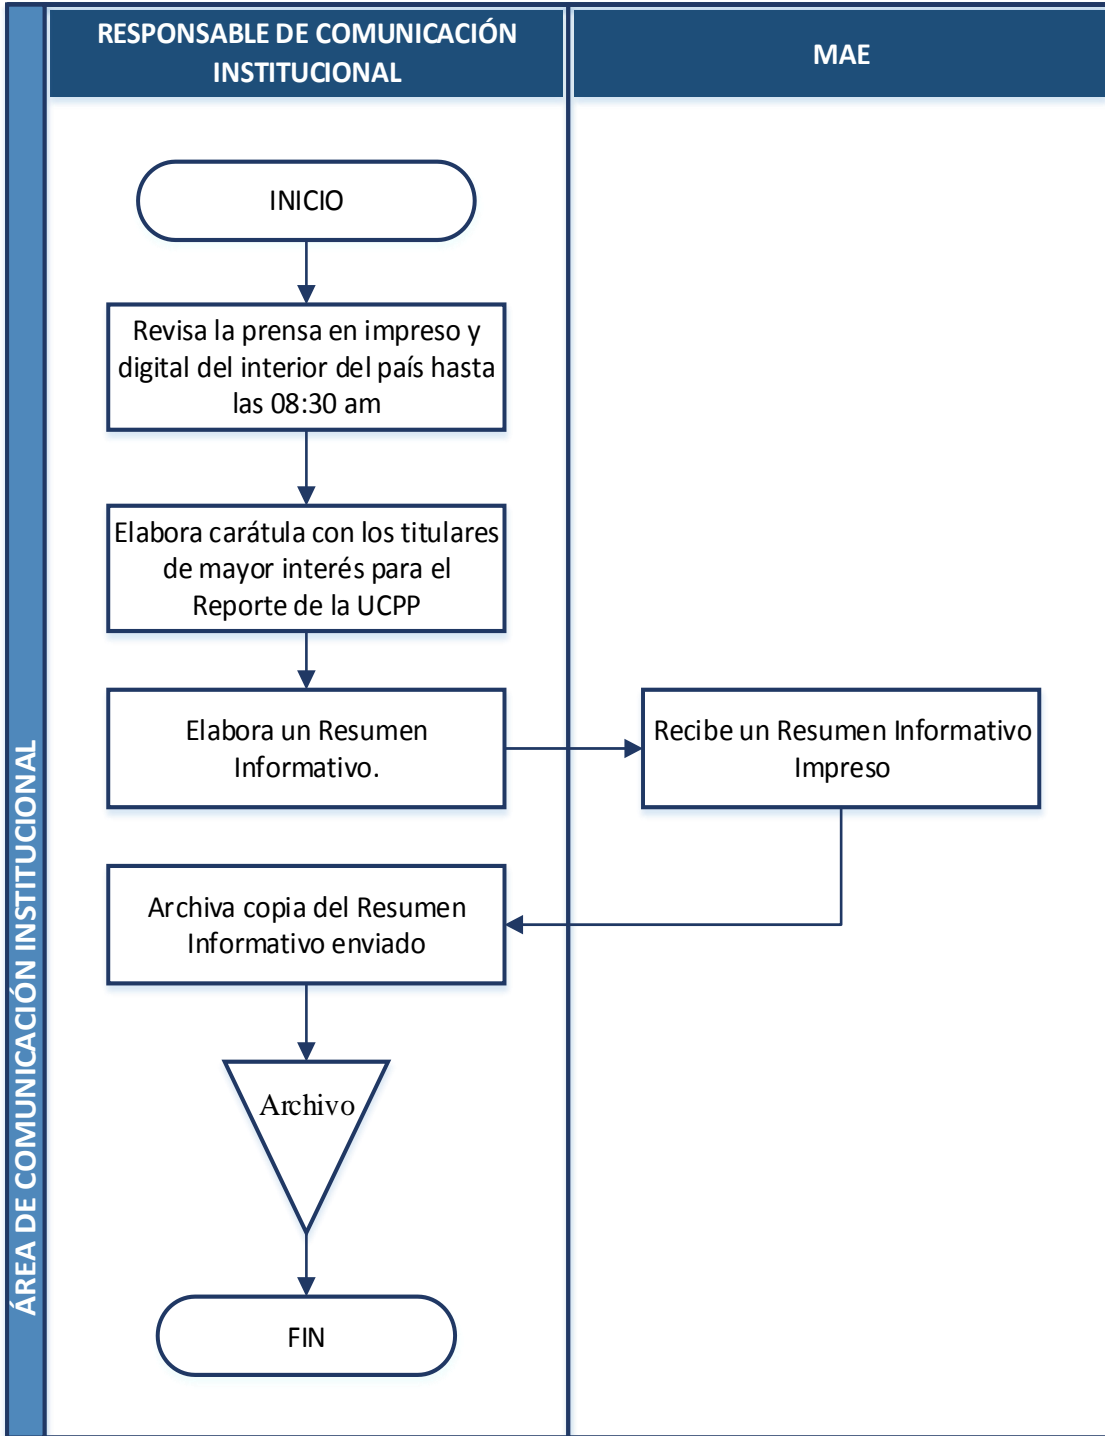 RESPONSABLE DE COMUNICACIÓN
INSTITUCIONAL
MAE
ÁREA DE COMUNICACIÓN INSTITUCIONAL
INICIO
Revisa la prensa en impreso y
digital del interior del país hasta
las 08:30 am
Elabora carátula con los titulares
de mayor interés para el
Reporte de la UCPP
Elabora un Resumen
Informativo.
Recibe un Resumen Informativo
Impreso
Archiva copia del Resumen
Informativo enviado
Archivo
FIN